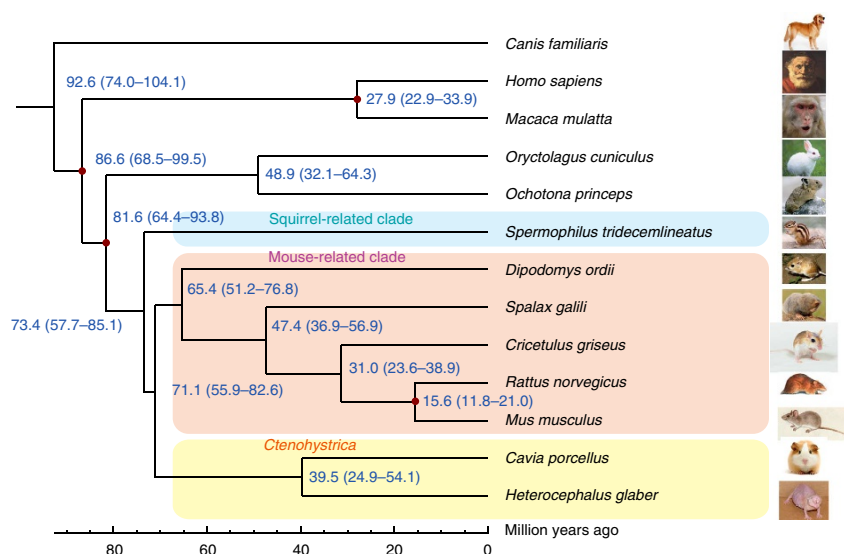 Canis familiaris
92.6 (74.0–104.1)
Homo sapiens
27.9 (22.9–33.9)
Macaca mulatta
86.6 (68.5–99.5)
Oryctolagus cuniculus
48.9 (32.1–64.3)
Ochotona princeps
81.6 (64.4–93.8)
Squirrel-related clade
Spermophilus tridecemlineatus
Mouse-related clade
Dipodomys ordii
65.4 (51.2–76.8)
Spalax galili
73.4 (57.7–85.1)
47.4 (36.9–56.9)
Cricetulus griseus
31.0 (23.6–38.9)
Rattus norvegicus
71.1 (55.9–82.6)
15.6 (11.8–21.0)
Mus musculus
Ctenohystrica
Cavia porcellus
39.5 (24.9–54.1)
Heterocephalus glaber
Million years ago
80 60 40 20 0